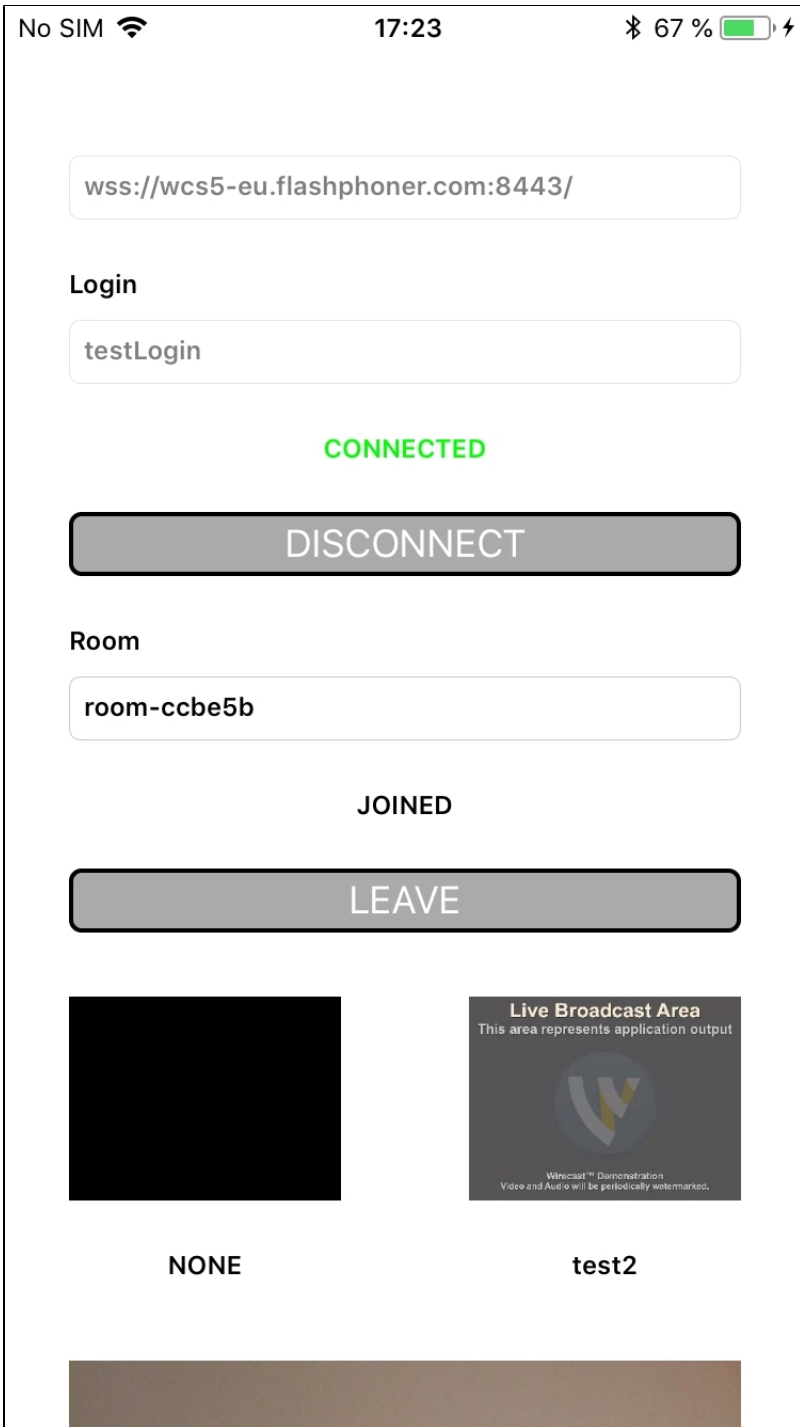 No SIM 17:23 67 %
wss://wcs5-eu.flashphoner.com:8443/
Login
testLogin
CONNECTED
DISCONNECT
Room
room-ccbe5b
JOINED
LEAVE
Live Broadcast Area
This area represents application output
Wirecast™ Demonstration
Video and Audio will be periodically watermarked.
NONE test2